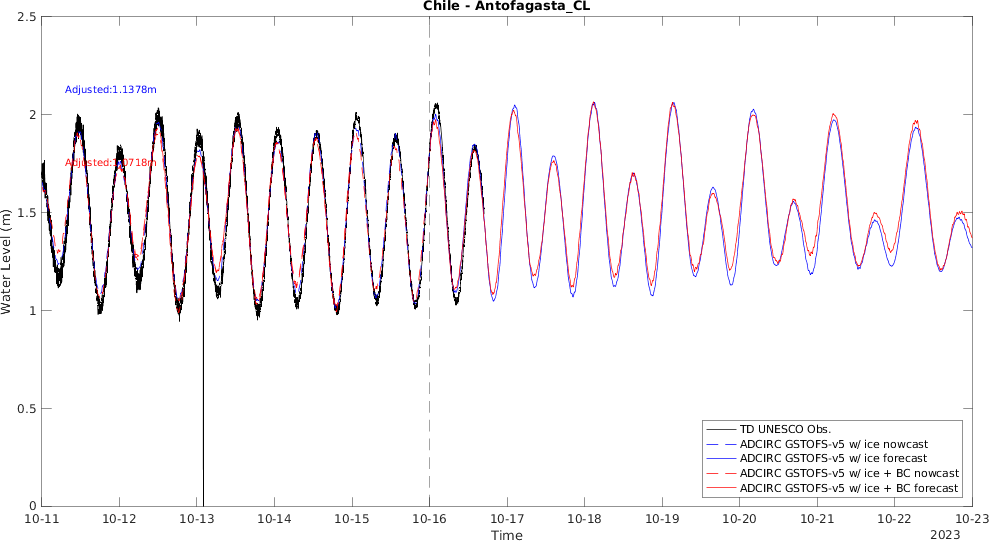 Chile - Antofagasta_CL
2.5
Adjusted:1.1378m
2
Adjusted:1.0718m
1.5
Water Level (m)
1
0.5
TD UNESCO Obs.
ADCIRC GSTOFS-v5 w/ ice nowcast
ADCIRC GSTOFS-v5 w/ ice forecast
ADCIRC GSTOFS-v5 w/ ice + BC nowcast
ADCIRC GSTOFS-v5 w/ ice + BC forecast
0
10-11 10-12 10-13 10-14 10-15 10-16 10-17 10-18 10-19 10-20 10-21 10-22 10-23
Time
2023